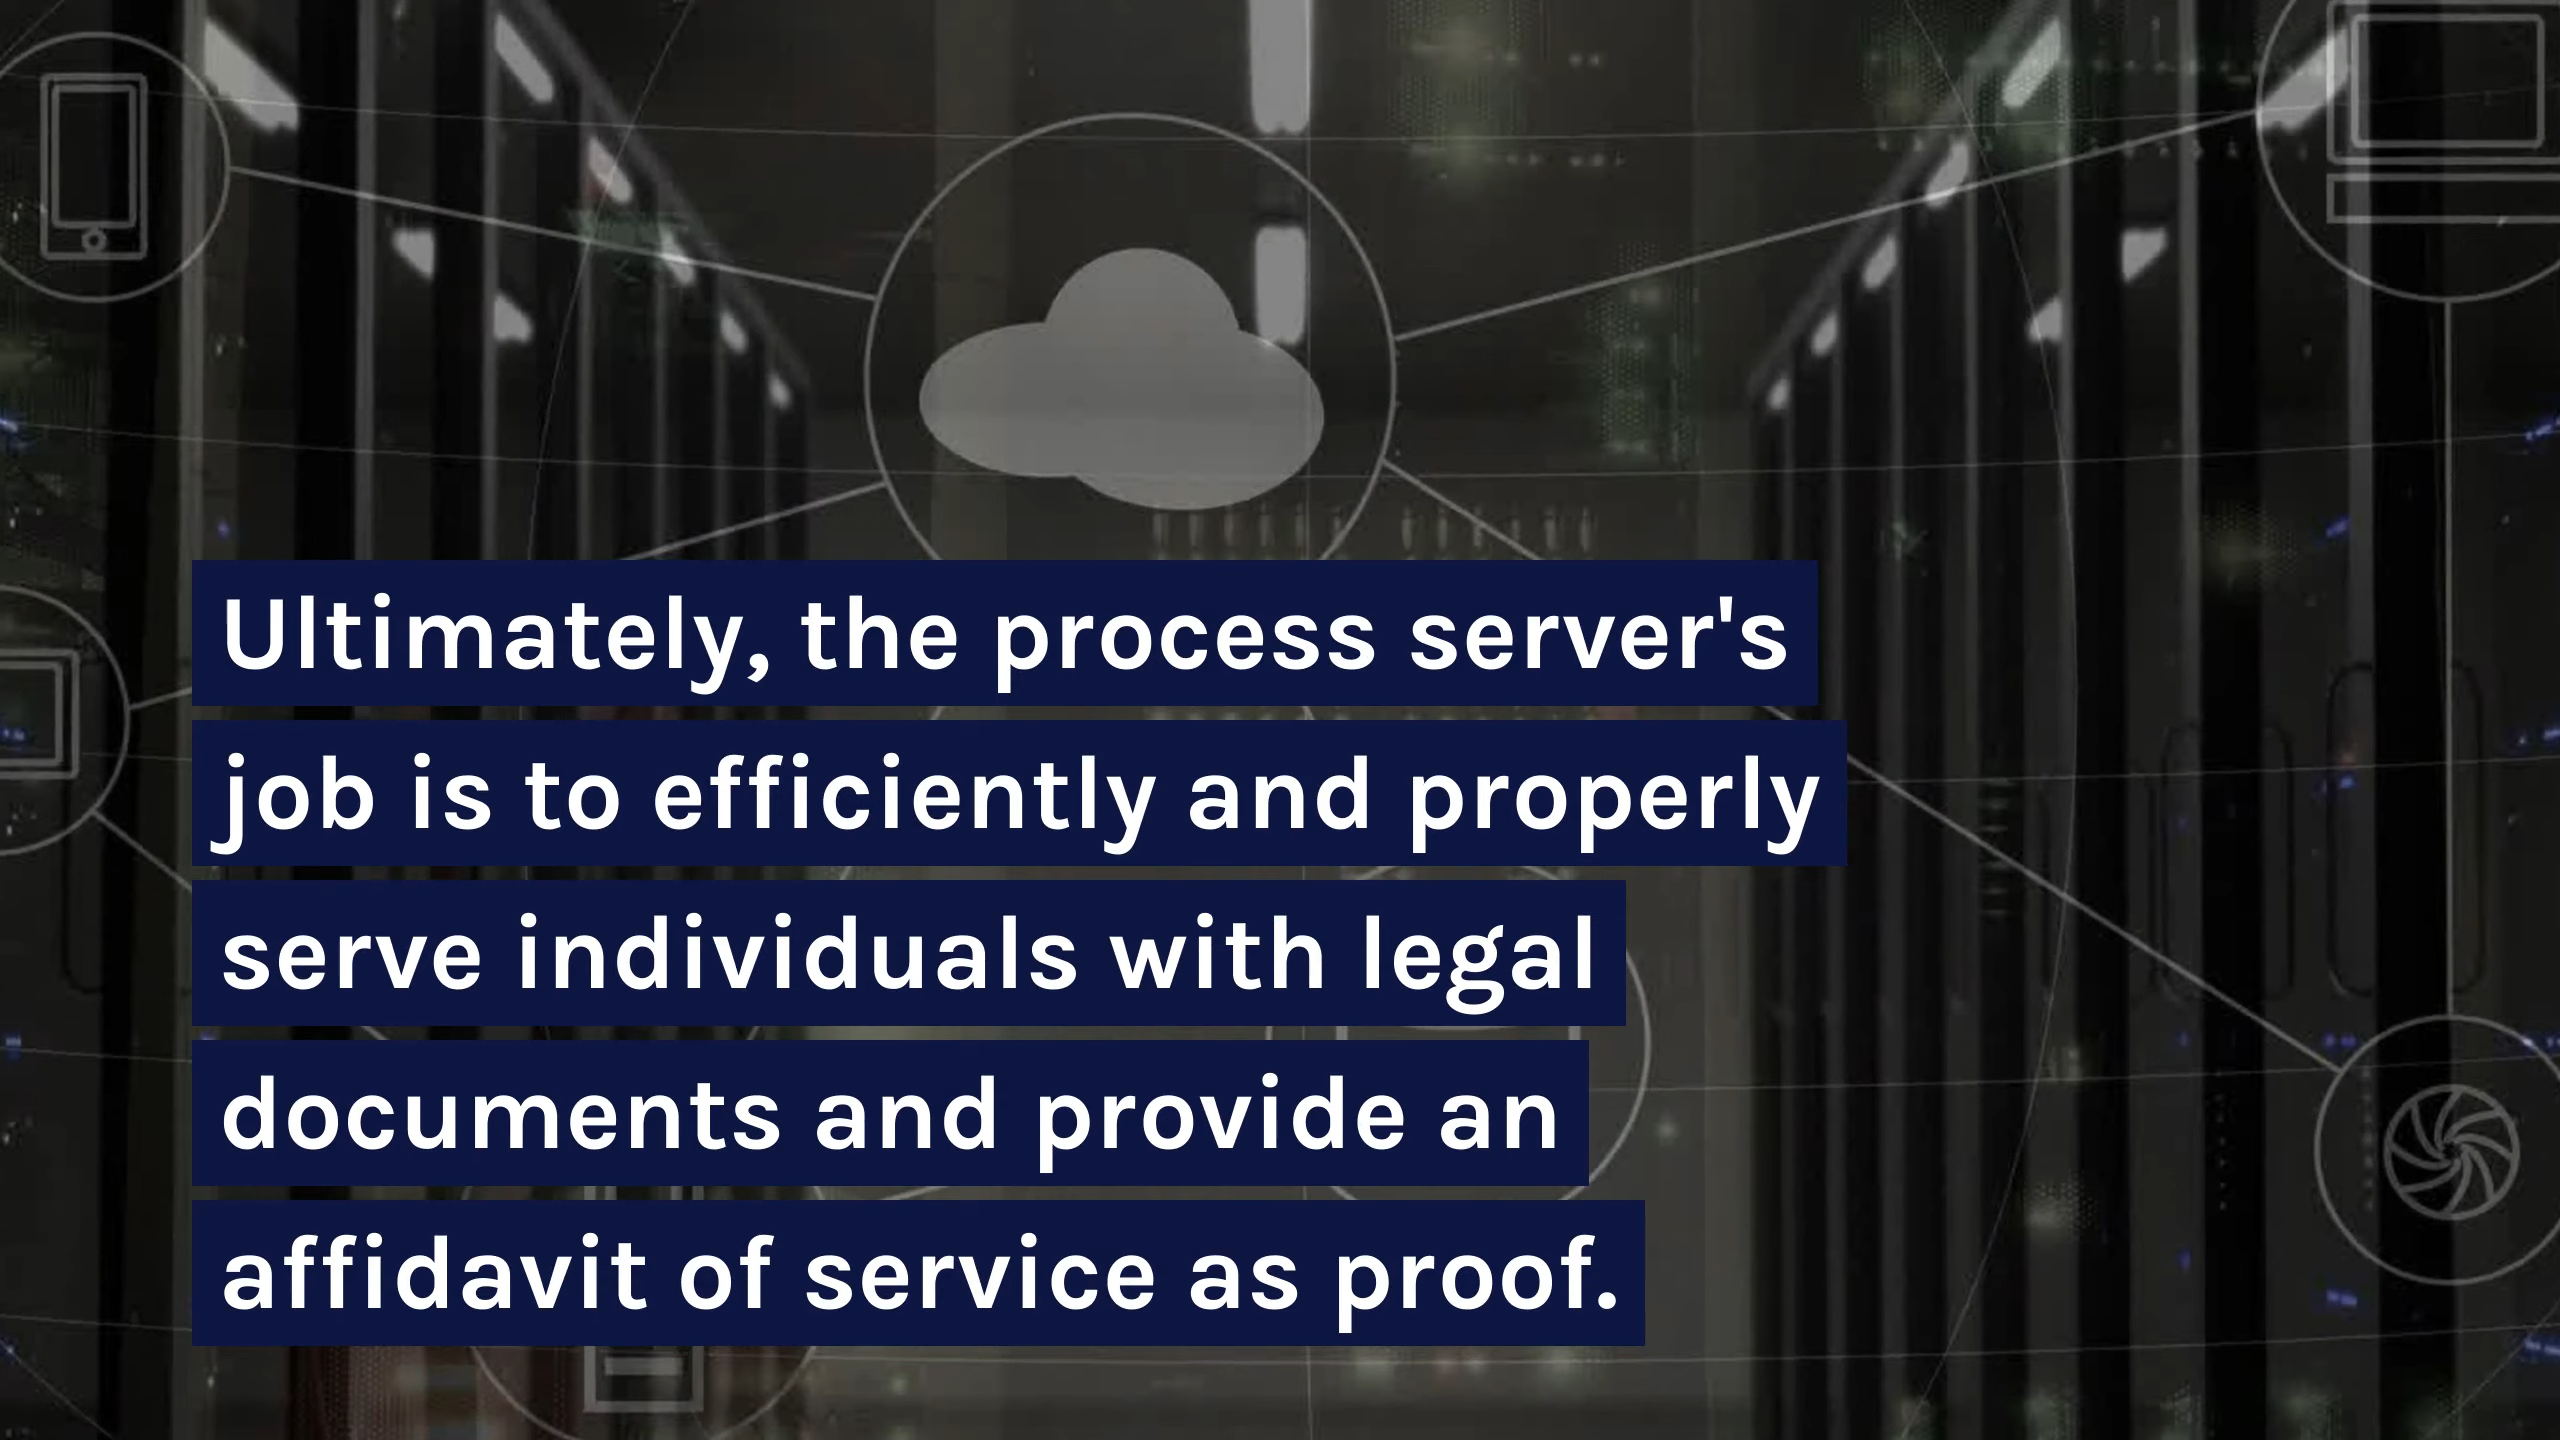 Ultimately, the process server's
job is to efficiently and properly
serve individuals with legal
documents and provide an
affidavit of service as proof.